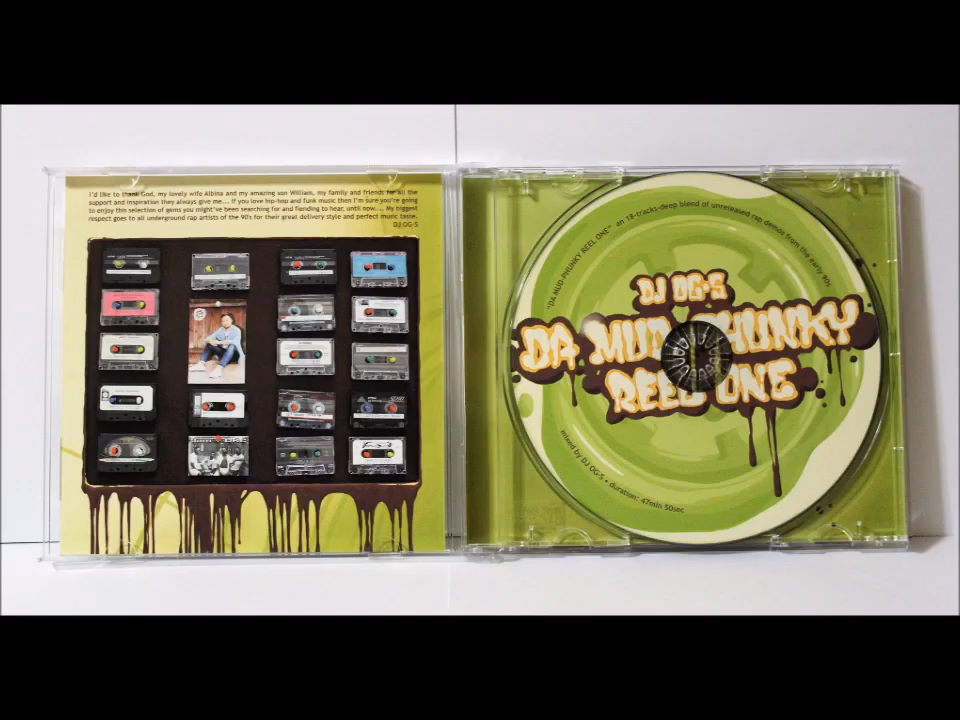 I'd like to thank God, my lovely wife Albina and my amazing son William, my family and friends for all the
support and inspiration they always give me... If you love hip-hop and funk music then I'm sure you're going
to enjoy this selection of gems you might've been searching for and fiending to hear, until now... My biggest
respect goes to all underground rap artists of the 90's for their great delivery style and perfect music taste.
DJ OG-S
"DA MUD-PHUNKY REEL ONE" an 18-tracks-deep blend of unreleased rap demos from the early 90s
DJ OG-S
DA MUD-PHUNKY
REEL ONE
mixed by DJ OG-S • duration: 47min 50sec